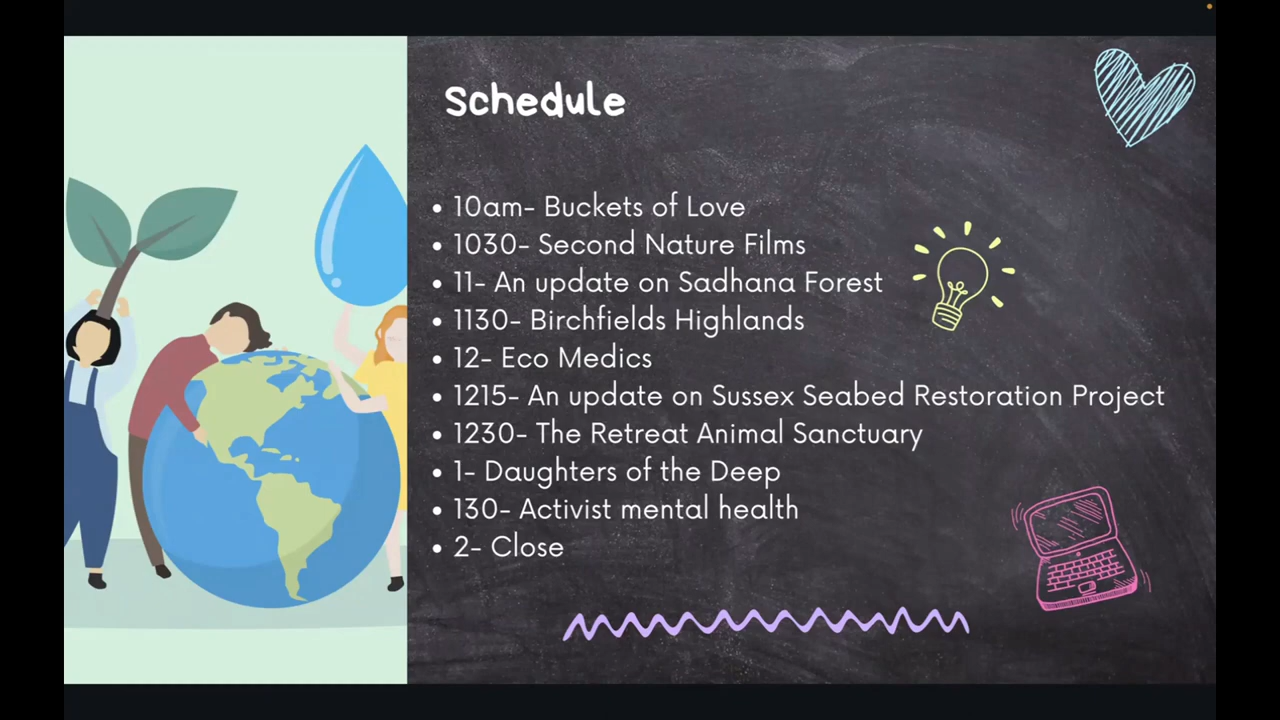 Schedule
• 10am- Buckets of Love
• 1030- Second Nature Films
• 11- An update on Sadhana Forest
• 1130- Birchfields Highlands
• 12- Eco Medics
• 1215- An update on Sussex Seabed Restoration Project
• 1230- The Retreat Animal Sanctuary
• 1- Daughters of the Deep
• 130- Activist mental health
• 2- Close